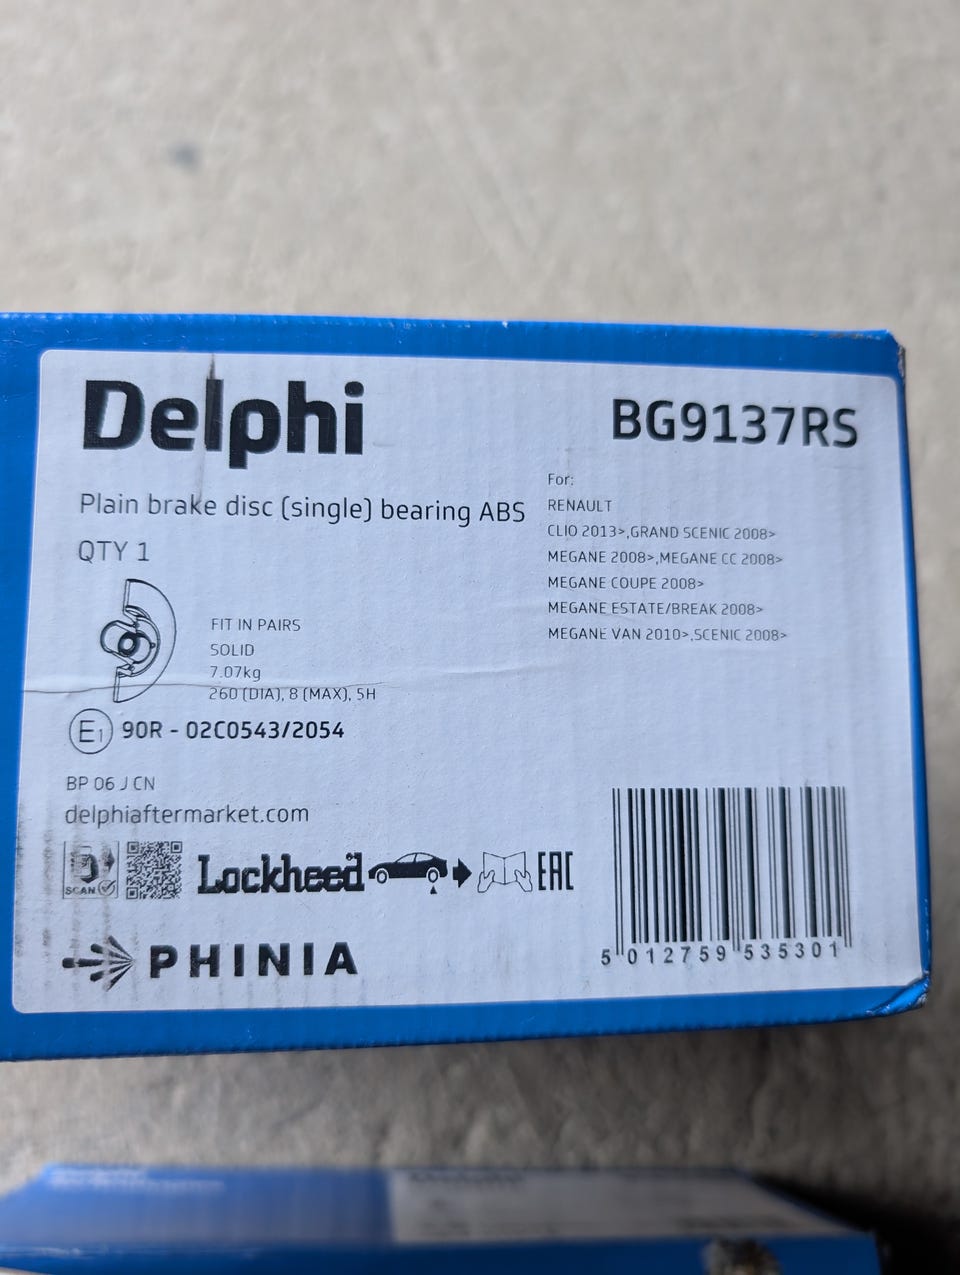 Delphi
BG9137RS
Plain brake disc (single) bearing ABS
QTY 1
For:
RENAULT
CLIO 2013>,GRAND SCENIC 2008>
MEGANE 2008>,MEGANE CC 2008>
MEGANE COUPE 2008>
MEGANE ESTATE/BREAK 2008>
MEGANE VAN 2010>,SCENIC 2008>
FIT IN PAIRS
SOLID
7.07kg
260 (DIA), 8 (MAX), 5H
E1 90R - 02C0543/2054
BP 06 J CN
delphiaftermarket.com
SCAN
Lockheed
EAC
PHINIA
5 012759 535301